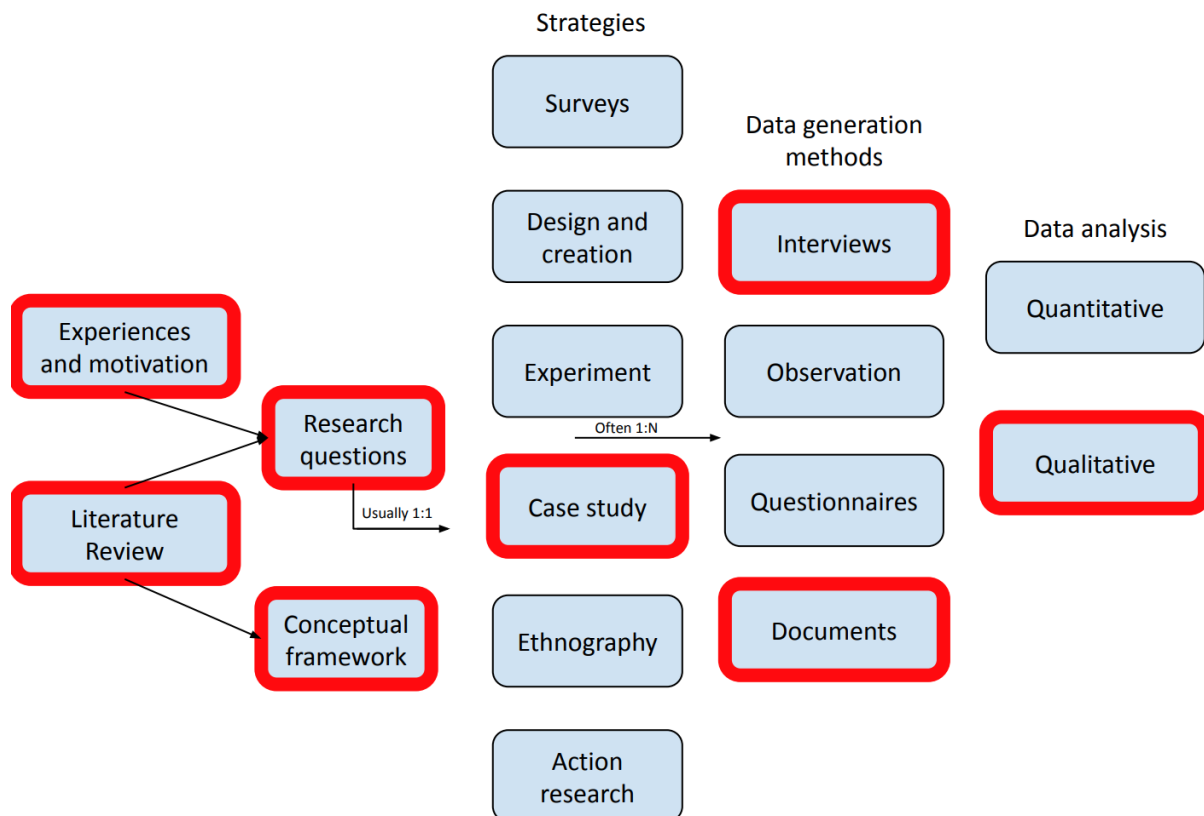 Strategies
Surveys
Data generation
methods
Design and
creation
Interviews
Data analysis
Quantitative
Experiences
and motivation
Experiment
Observation
Research
questions
Often 1:N
Qualitative
Literature
Review
Usually 1:1
Case study
Questionnaires
Conceptual
framework
Ethnography
Documents
Action
research